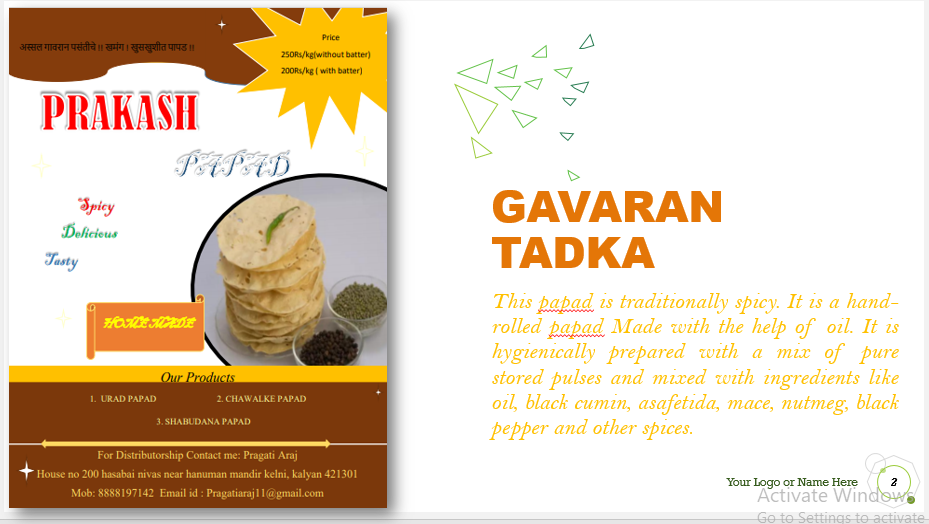 अस्सल गावरान पसंतीचे !! खमंग ! खुसखुशीत पापड !!
Price
250Rs/kg(without batter)
200Rs/kg ( with batter)
PRAKASH
PAPAD
Spicy
Delicious
Tasty
HOME MADE
Our Products
1. URAD PAPAD
2. CHAWALKE PAPAD
3. SHABUDANA PAPAD
For Distributorship Contact me: Pragati Araj
House no 200 hasabai nivas near hanuman mandir kelni, kalyan 421301
Mob: 8888197142 Email id : Pragatiaraj11@gmail.com
GAVARAN
TADKA
This papad is traditionally spicy. It is a hand-
rolled papad Made with the help of oil. It is
hygienically prepared with a mix of pure
stored pulses and mixed with ingredients like
oil, black cumin, asafetida, mace, nutmeg, black
pepper and other spices.
Your Logo or Name Here
2
Activate Windows
Go to Settings to activate